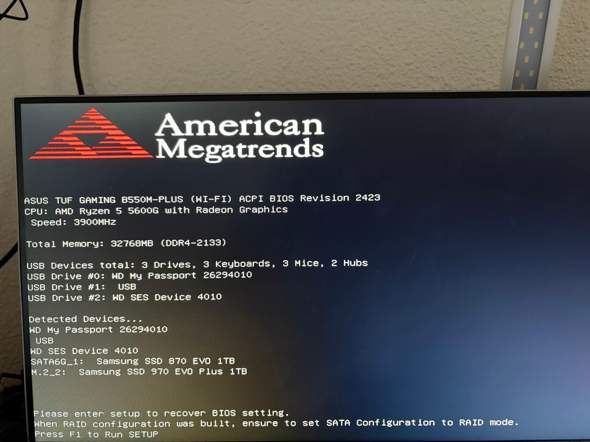 American
Megatrends
ASUS TUF GAMING B550M-PLUS (WI-FI) ACPI BIOS Revision 2423
CPU: AMD Ryzen 5 5600G with Radeon Graphics
Speed: 3900MHz
Total Memory: 32768MB (DDR4-2133)
USB Devices total: 3 Drives, 3 Keyboards, 3 Mice, 2 Hubs
USB Drive #0: WD My Passport 26294010
USB Drive #1: USB
USB Drive #2: WD SES Device 4010
Detected Devices...
WD My Passport 26294010
USB
WD SES Device 4010
SATA6G_1: Samsung SSD 870 EVO 1TB
M.2_2: Samsung SSD 970 EVO Plus 1TB
Please enter setup to recover BIOS setting.
When RAID configuration was built, ensure to set SATA Configuration to RAID mode.
Press F1 to Run SETUP